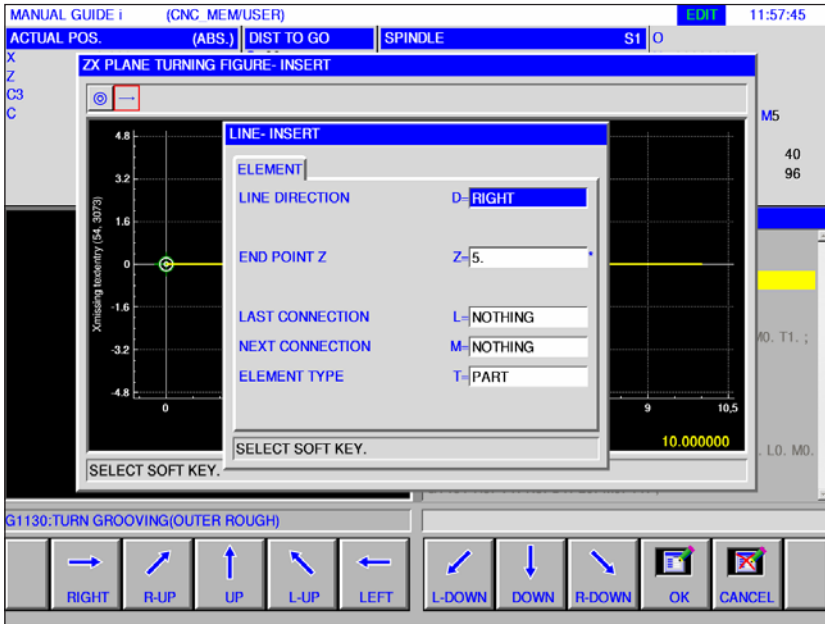 MANUAL GUIDE i (CNC_MEM/USER) EDIT 11:57:45
ACTUAL POS. (ABS.) DIST TO GO SPINDLE S1 O
X
Z
C3
C
M5
40
96
ZX PLANE TURNING FIGURE- INSERT
4.8
3.2
1.6
0
-1.6
-3.2
-4.8
Xmissing textentry (54, 3073)
0
9
10,5
10.000000
LINE- INSERT
ELEMENT
LINE DIRECTION D= RIGHT
END POINT Z Z= 5. *
LAST CONNECTION L= NOTHING
NEXT CONNECTION M= NOTHING
ELEMENT TYPE T= PART
SELECT SOFT KEY.
SELECT SOFT KEY.
M0. T1. ;
. L0. M0.
G1130:TURN GROOVING(OUTER ROUGH)
RIGHT R-UP UP L-UP LEFT L-DOWN DOWN R-DOWN OK CANCEL